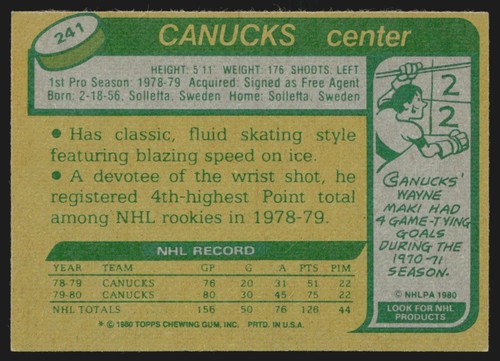 241
CANUCKS center
HEIGHT: 5'11 WEIGHT: 176 SHOOTS: LEFT
1st Pro Season: 1978-79 Acquired: Signed as Free Agent
Born: 2-18-56, Solletta, Sweden Home: Solletta, Sweden
● Has classic, fluid skating style
featuring blazing speed on ice.
● A devotee of the wrist shot, he
registered 4th-highest Point total
among NHL rookies in 1978-79.
NHL RECORD
YEAR TEAM GP G A PTS PIM
78-79 CANUCKS 76 20 31 51 22
79-80 CANUCKS 80 30 45 75 22
NHL TOTALS 156 50 76 126 44
* © 1980 TOPPS CHEWING GUM, INC. PRTD. IN U.S.A.
2
2
CANUCKS'
WAYNE
MAKI HAD
4 GAME-TYING
GOALS
DURING THE
1970-71
SEASON.
© NHLPA 1980
LOOK FOR NHL
PRODUCTS